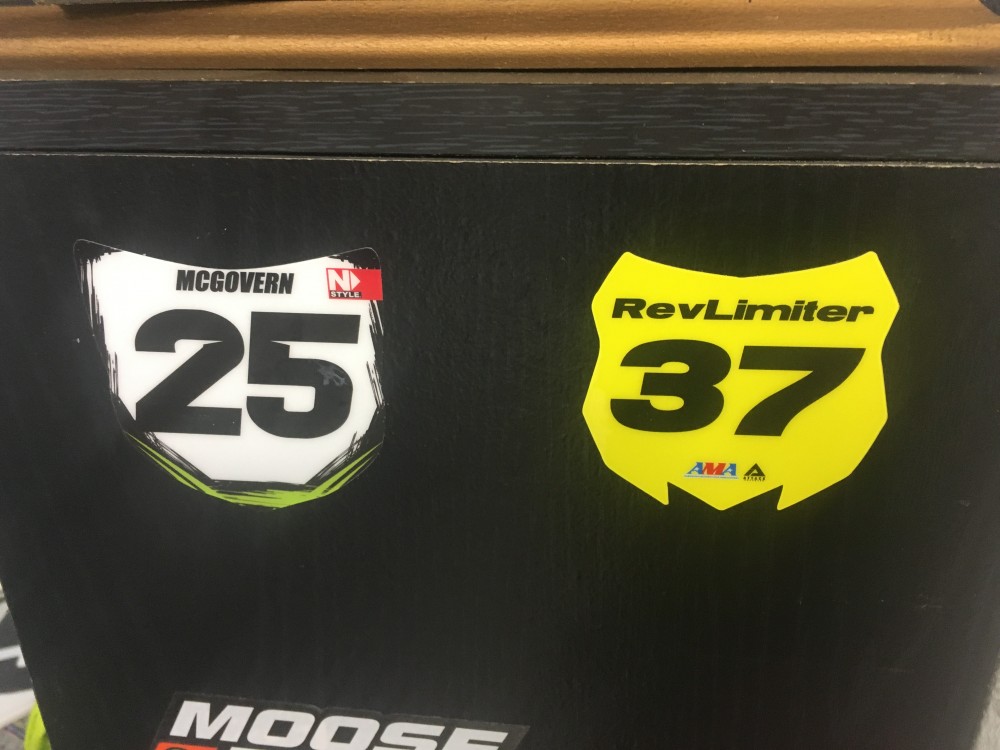 MCGOVERN
N
STYLE
25
RevLimiter
37
AMA
MOOSE